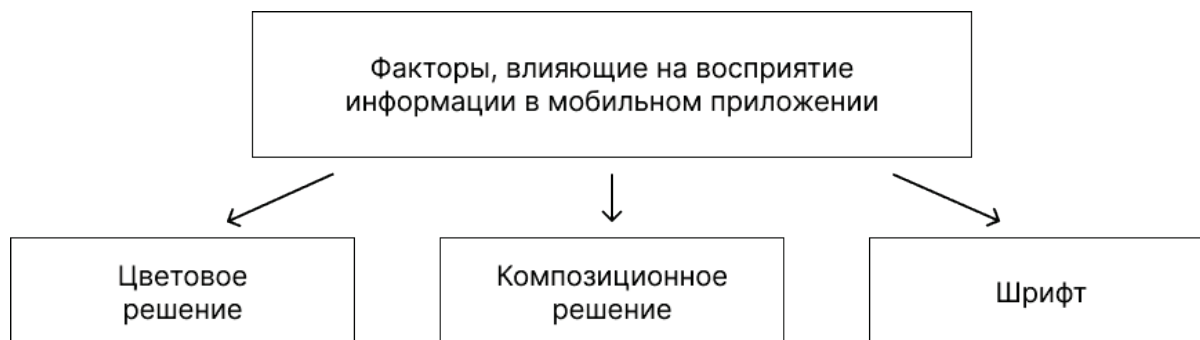 Факторы, влияющие на восприятие
информации в мобильном приложении
Цветовое
решение
Композиционное
решение
Шрифт